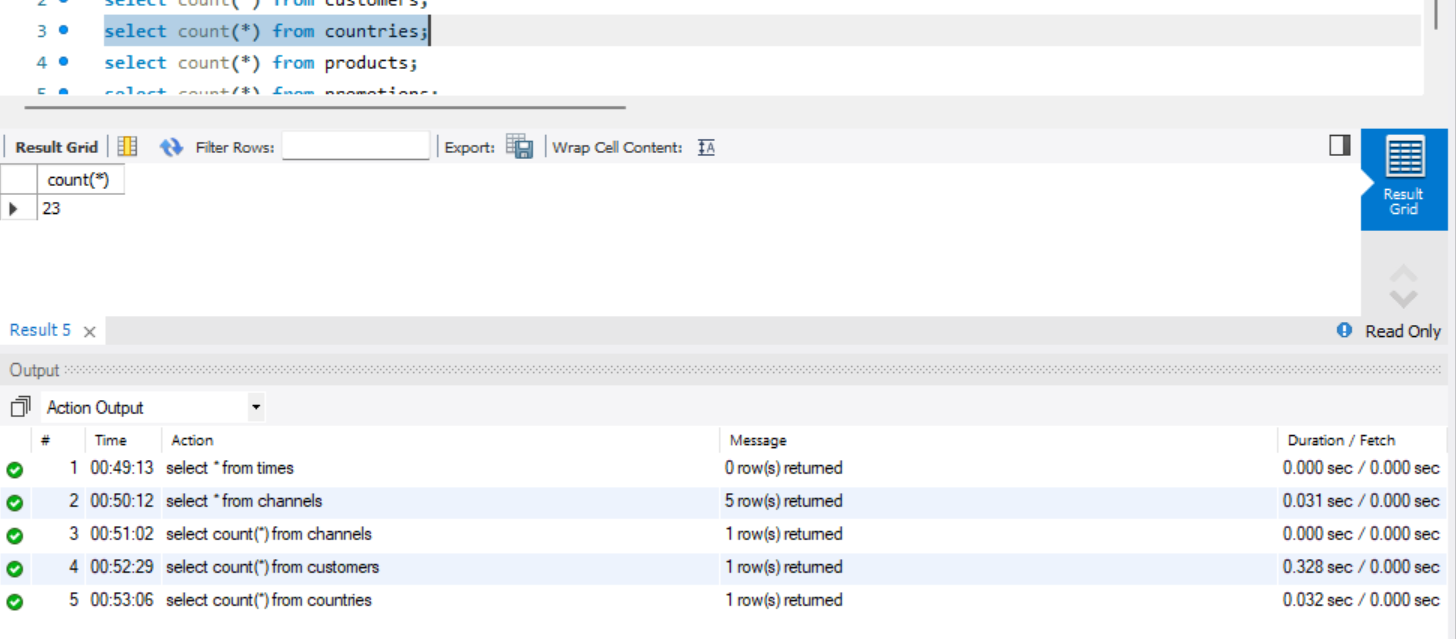 2 select count(*) from customers;
3 select count(*) from countries;
4 select count(*) from products;
5 select count(*) from promotions;
Result Grid Filter Rows: Export: Wrap Cell Content: IA
Result Grid
count(*)
23
Result 5 × Read Only
Output
Action Output
# Time Action Message Duration / Fetch
1 00:49:13 select * from times 0 row(s) returned 0.000 sec / 0.000 sec
2 00:50:12 select * from channels 5 row(s) returned 0.031 sec / 0.000 sec
3 00:51:02 select count(*) from channels 1 row(s) returned 0.000 sec / 0.000 sec
4 00:52:29 select count(*) from customers 1 row(s) returned 0.328 sec / 0.000 sec
5 00:53:06 select count(*) from countries 1 row(s) returned 0.032 sec / 0.000 sec